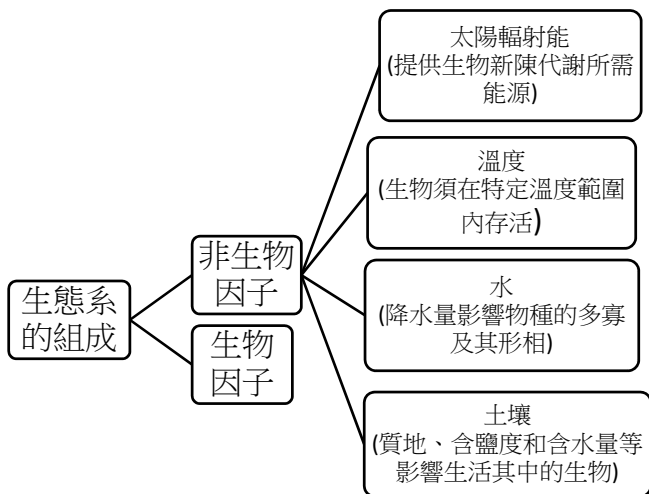 生態系
的組成
非生物
因子
生物
因子
太陽輻射能
(提供生物新陳代謝所需
能源)
溫度
(生物須在特定溫度範圍
內存活)
水
(降水量影響物種的多寡
及其形相)
土壤
(質地、含鹽度和含水量等
影響生活其中的生物)